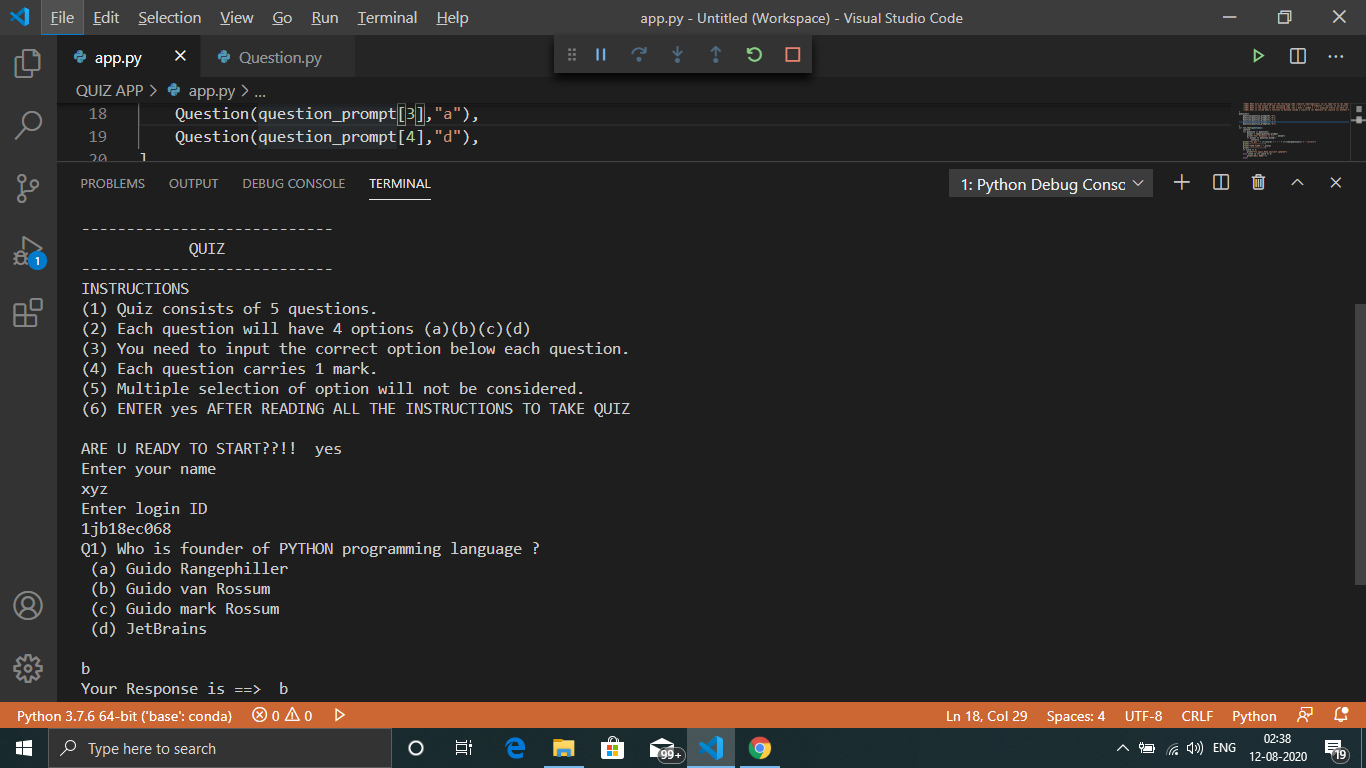 File Edit Selection View Go Run Terminal Help app.py - Untitled (Workspace) - Visual Studio Code
app.py Question.py
QUIZ APP > app.py > ...
18 Question(question_prompt[3],"a"),
19 Question(question_prompt[4],"d"),
20 ]
PROBLEMS OUTPUT DEBUG CONSOLE TERMINAL 1: Python Debug Consc
----------------------------
QUIZ
----------------------------
INSTRUCTIONS
(1) Quiz consists of 5 questions.
(2) Each question will have 4 options (a)(b)(c)(d)
(3) You need to input the correct option below each question.
(4) Each question carries 1 mark.
(5) Multiple selection of option will not be considered.
(6) ENTER yes AFTER READING ALL THE INSTRUCTIONS TO TAKE QUIZ
ARE U READY TO START??!! yes
Enter your name
xyz
Enter login ID
1jb18ec068
Q1) Who is founder of PYTHON programming language ?
(a) Guido Rangephiller
(b) Guido van Rossum
(c) Guido mark Rossum
(d) JetBrains
b
Your Response is ==> b
1
Python 3.7.6 64-bit ('base': conda) 0 0 Ln 18, Col 29 Spaces: 4 UTF-8 CRLF Python
Type here to search 99+ ENG 02:38
12-08-2020 19